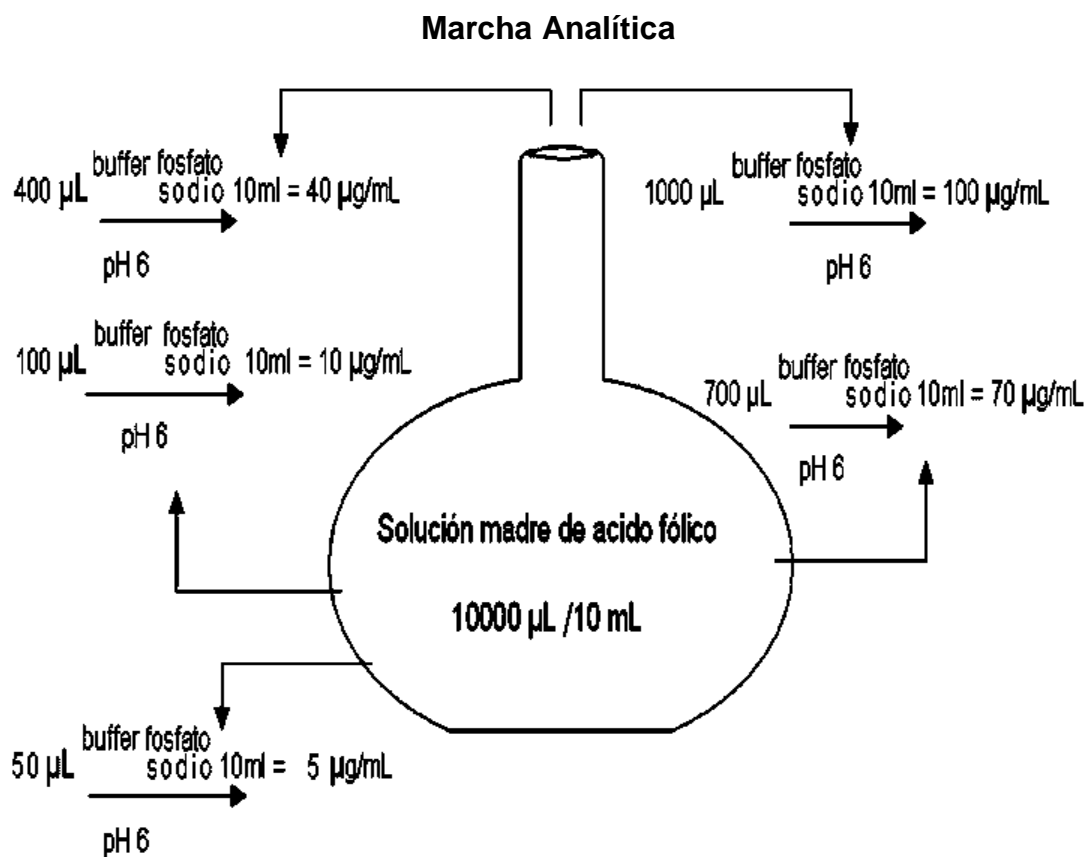 Marcha Analítica
buffer fosfato
400 µL sodio 10ml = 40 µg/mL
pH 6
buffer fosfato
1000 µL sodio 10ml = 100 µg/mL
pH 6
buffer fosfato
100 µL sodio 10ml = 10 µg/mL
pH 6
buffer fosfato
700 µL sodio 10ml = 70 µg/mL
pH 6
Solución madre de acido fólico
10000 µL /10 mL
buffer fosfato
50 µL sodio 10ml = 5 µg/mL
pH 6